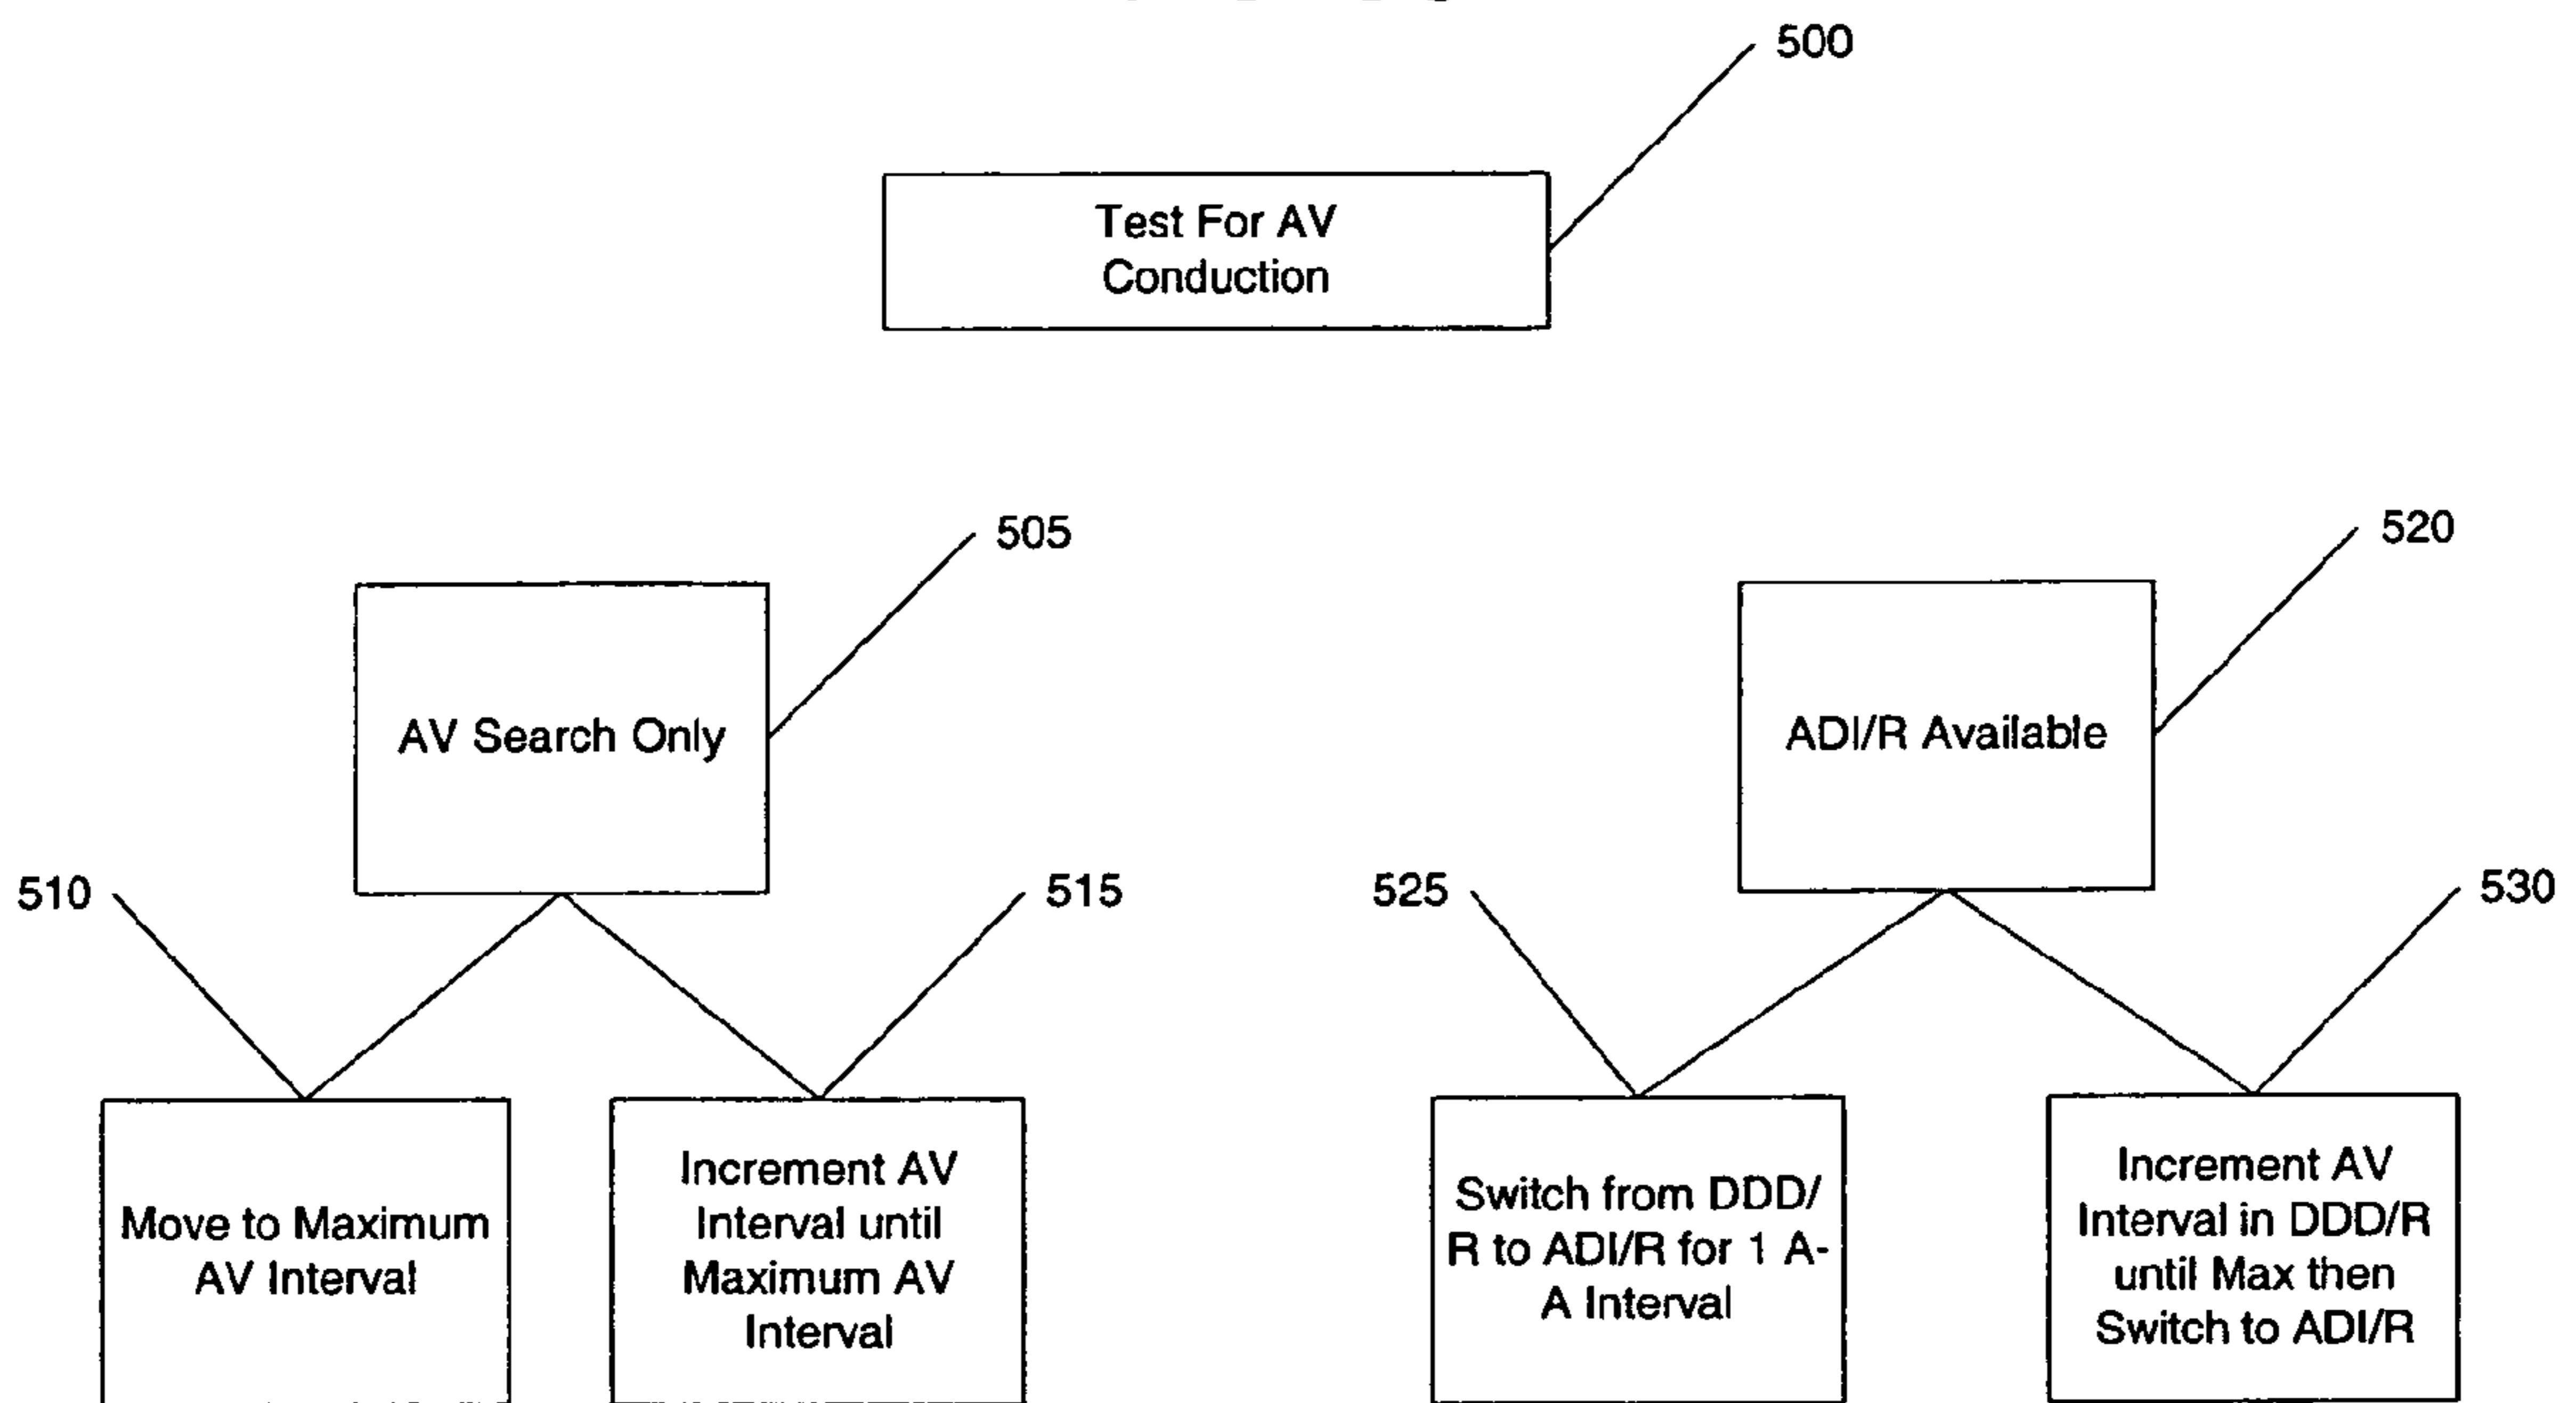 500
Test For AV
Conduction
505
520
AV Search Only
ADI/R Available
510
515
525
530
Move to Maximum
AV Interval
Increment AV
Interval until
Maximum AV
Interval
Switch from DDD/
R to ADI/R for 1 A-
A Interval
Increment AV
Interval in DDD/R
until Max then
Switch to ADI/R